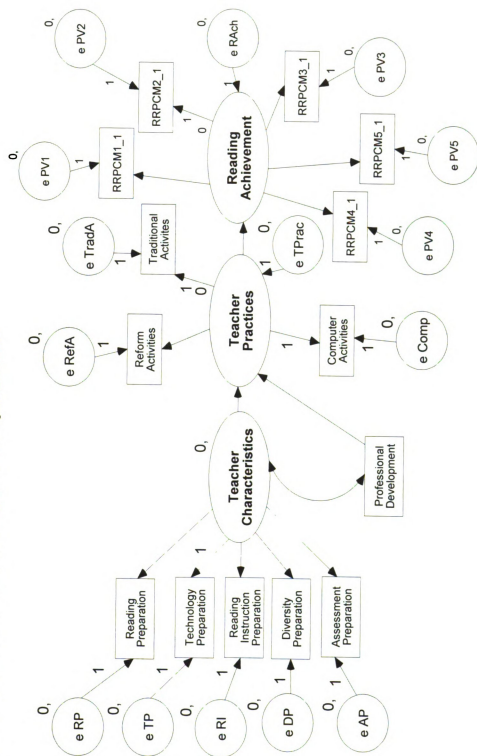 0,
e RP
1
Reading
Preparation
0,
e TP
1
Technology
Preparation
0,
e RI
1
Reading
Instruction
Preparation
0,
e DP
1
Diversity
Preparation
0,
e AP
1
Assessment
Preparation
1
0,
Teacher
Characteristics
Professional
Development
0,
e RefA
1
Reform
Activities
0,
e TradA
1
Traditional
Activites
1
0
Teacher
Practices
0,
e TPrac
1
1
Computer
Activities
1
0,
e Comp
0,
e PV1
1
RRPCM1_1
0,
e PV2
1
RRPCM2_1
1
0
Reading
Achievement
0,
e RAch
1
RRPCM3_1
1
0,
e PV3
RRPCM4_1
1
0,
e PV4
RRPCM5_1
1
0,
e PV5